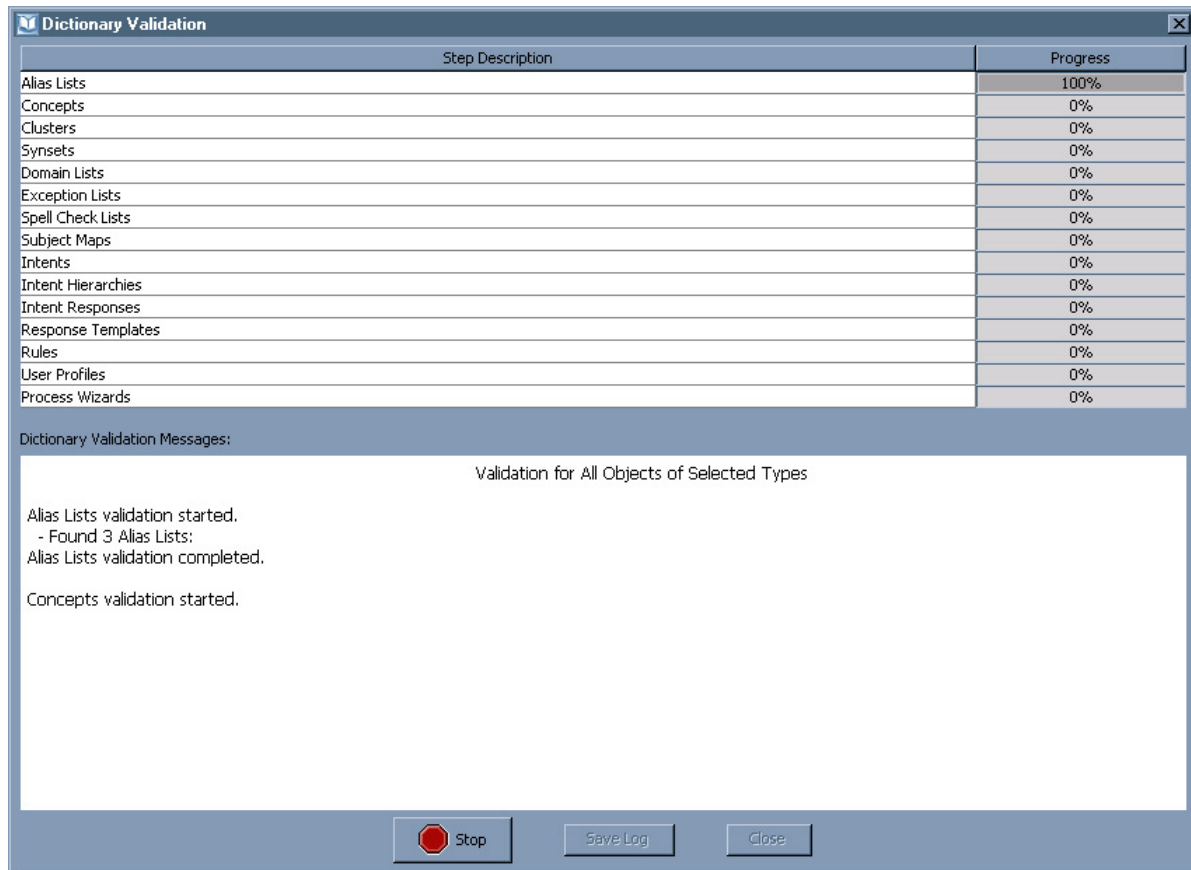 Dictionary Validation
Step Description Progress
Alias Lists 100%
Concepts 0%
Clusters 0%
Synsets 0%
Domain Lists 0%
Exception Lists 0%
Spell Check Lists 0%
Subject Maps 0%
Intents 0%
Intent Hierarchies 0%
Intent Responses 0%
Response Templates 0%
Rules 0%
User Profiles 0%
Process Wizards 0%
Dictionary Validation Messages:
Validation for All Objects of Selected Types
Alias Lists validation started.
- Found 3 Alias Lists:
Alias Lists validation completed.
Concepts validation started.
Stop Save Log Close